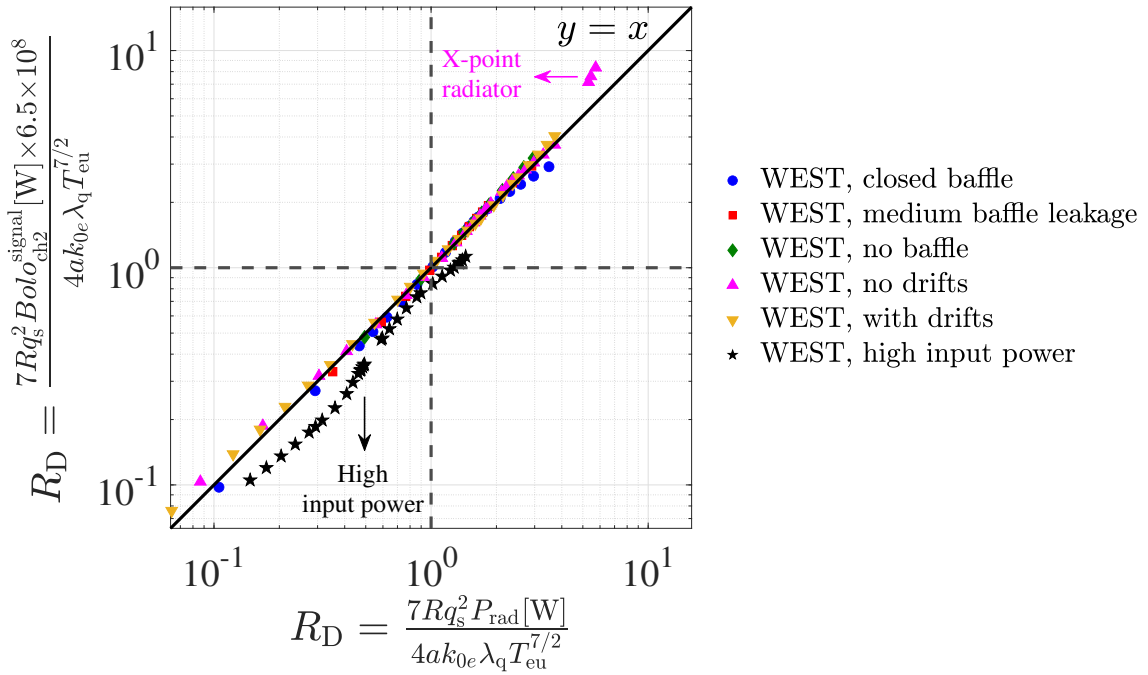 y = x
X-point
radiator
High
input power
10^1
10^0
10^-1
10^-1 10^0 10^1
R_D = 7Rq_s^2 Bolo_ch2^signal[W]×6.5×10^8 / 4ak_0e λ_q T_eu^7/2
R_D = 7Rq_s^2 P_rad[W] / 4ak_0e λ_q T_eu^7/2
WEST, closed baffle
WEST, medium baffle leakage
WEST, no baffle
WEST, no drifts
WEST, with drifts
WEST, high input power